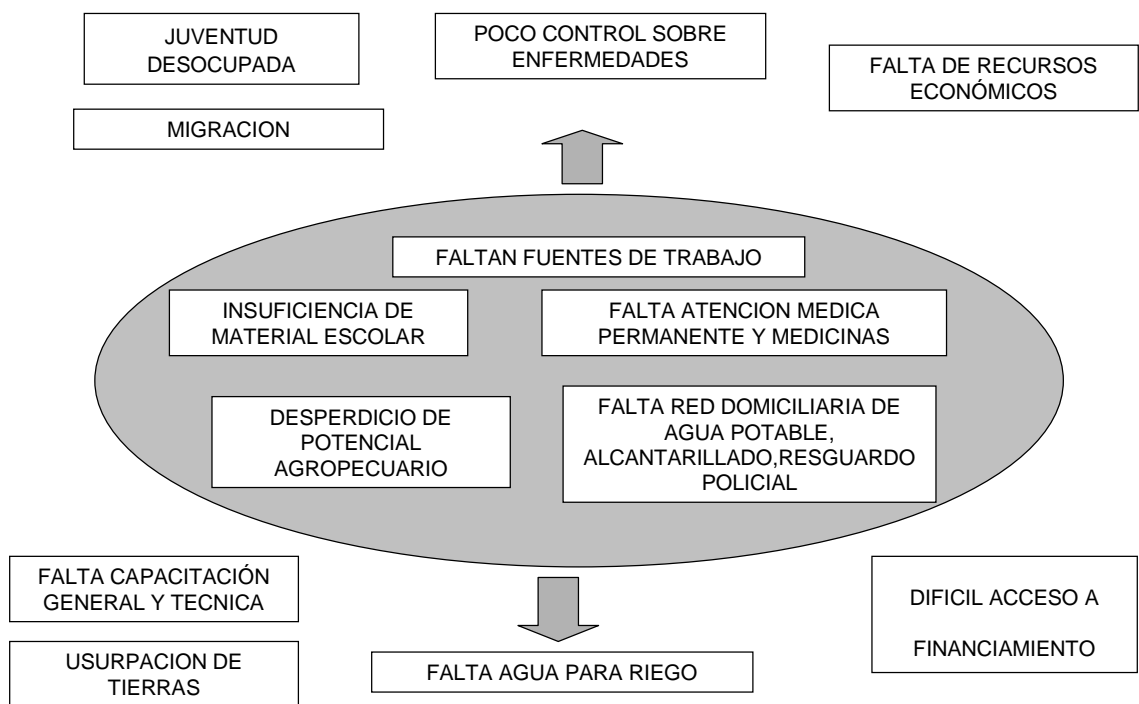 JUVENTUD
DESOCUPADA
POCO CONTROL SOBRE
ENFERMEDADES
FALTA DE RECURSOS
ECONÓMICOS
MIGRACION
FALTAN FUENTES DE TRABAJO
INSUFICIENCIA DE
MATERIAL ESCOLAR
FALTA ATENCION MEDICA
PERMANENTE Y MEDICINAS
DESPERDICIO DE
POTENCIAL
AGROPECUARIO
FALTA RED DOMICILIARIA DE
AGUA POTABLE,
ALCANTARILLADO,RESGUARDO
POLICIAL
FALTA CAPACITACIÓN
GENERAL Y TECNICA
DIFICIL ACCESO A
FINANCIAMIENTO
USURPACION DE
TIERRAS
FALTA AGUA PARA RIEGO